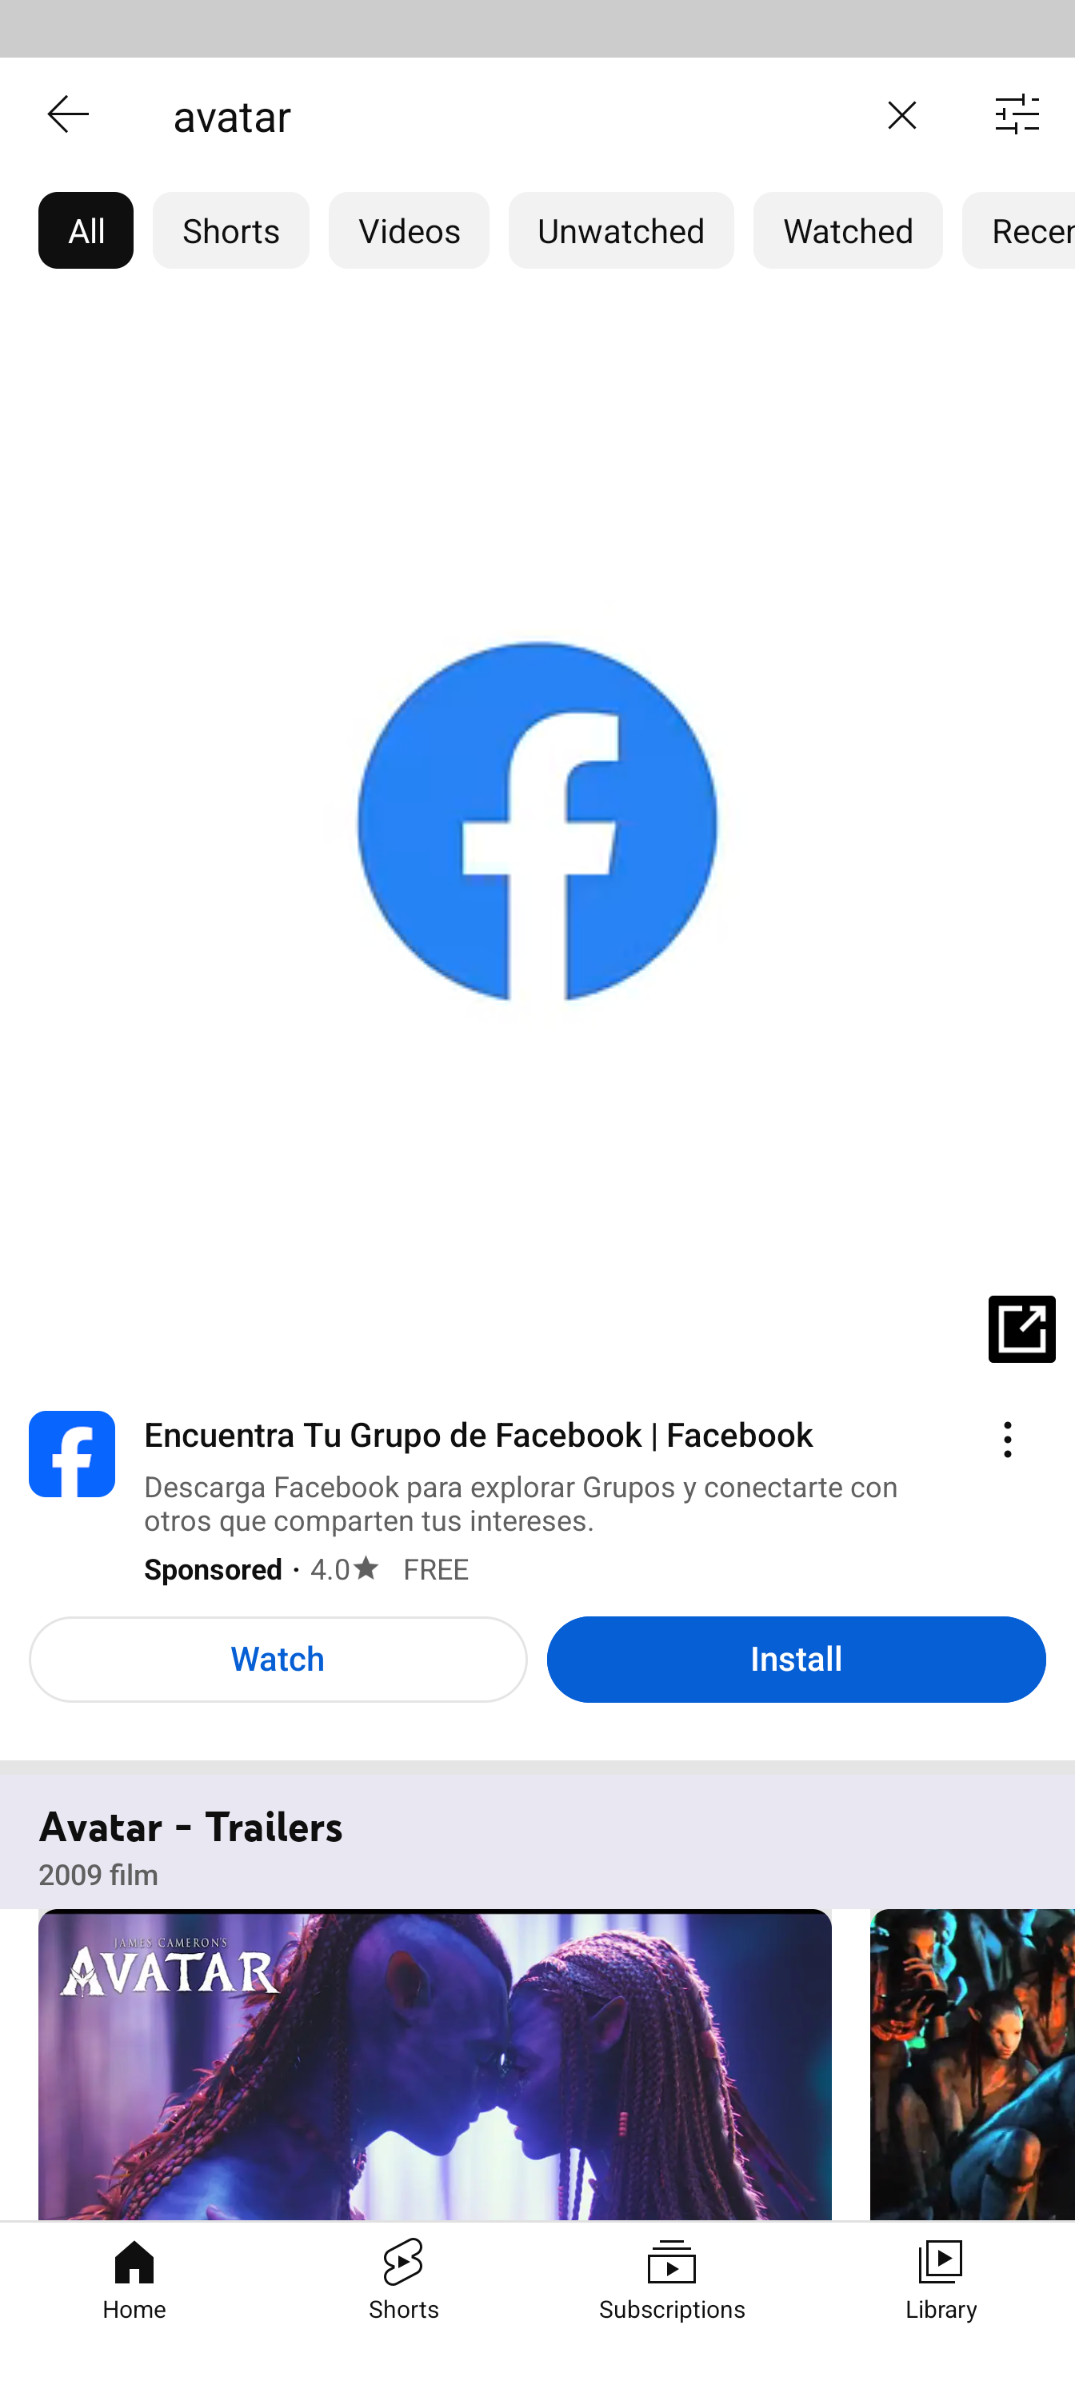 avatar
All
Shorts
Videos
Unwatched
Watched
Recen
Encuentra Tu Grupo de Facebook | Facebook
Descarga Facebook para explorar Grupos y conectarte con
otros que comparten tus intereses.
Sponsored · 4.0★ FREE
Watch
Install
Avatar - Trailers
2009 film
JAMES CAMERON'S
AVATAR
Home
Shorts
Subscriptions
Library